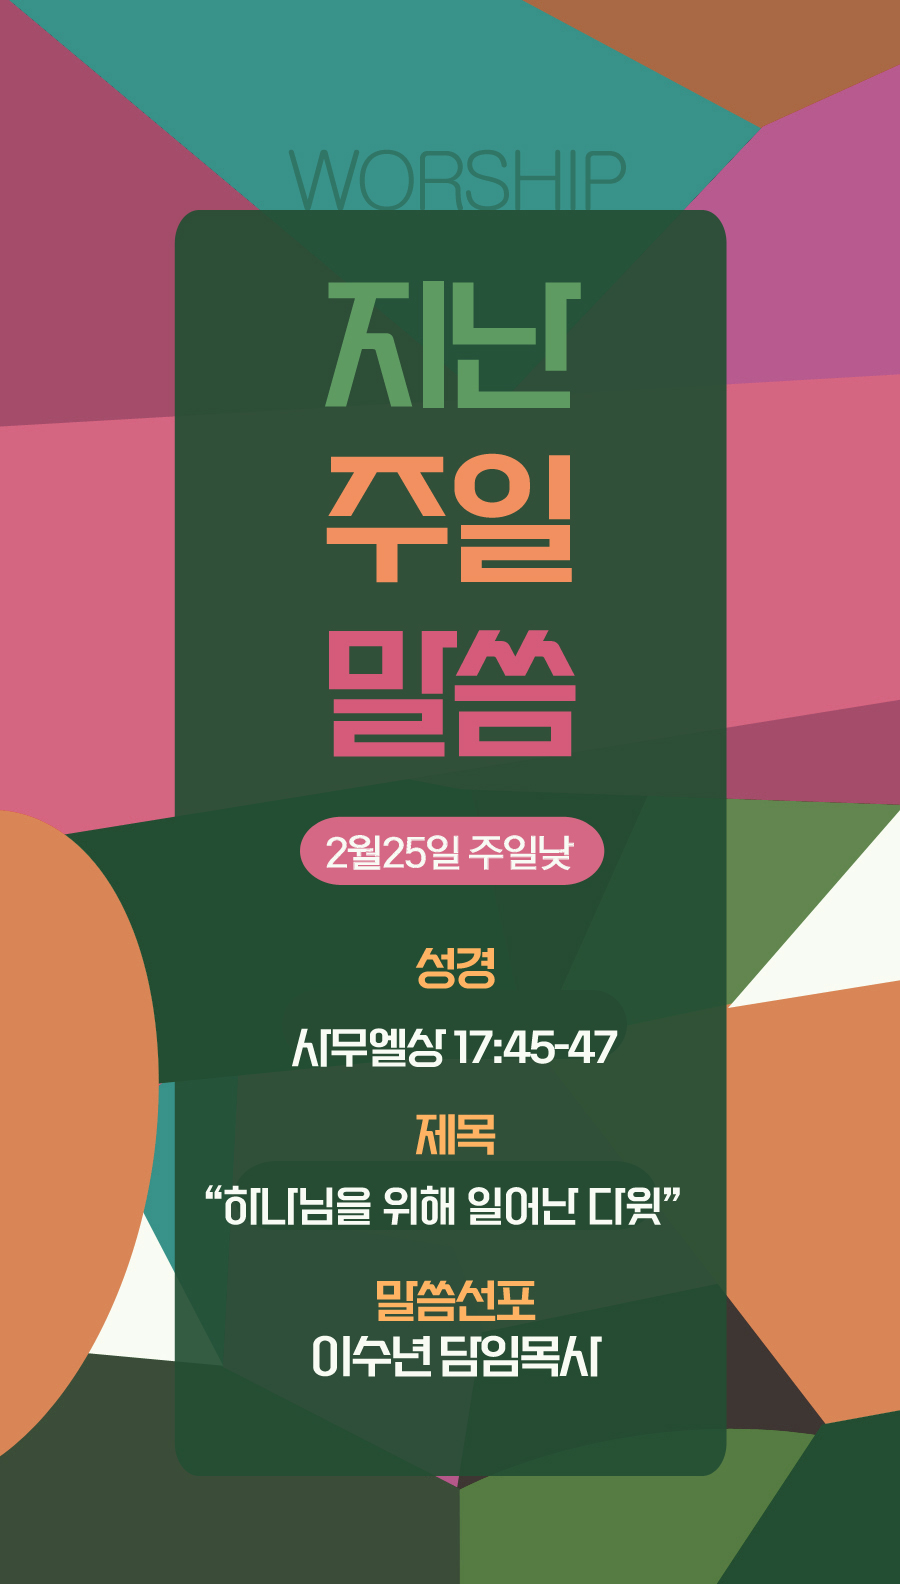 WORSHIP
지난
주일
말씀
2월25일 주일낮
성경
사무엘상 17:45-47
제목
“하나님을 위해 일어난 다윗”
말씀선포
이수년 담임목사